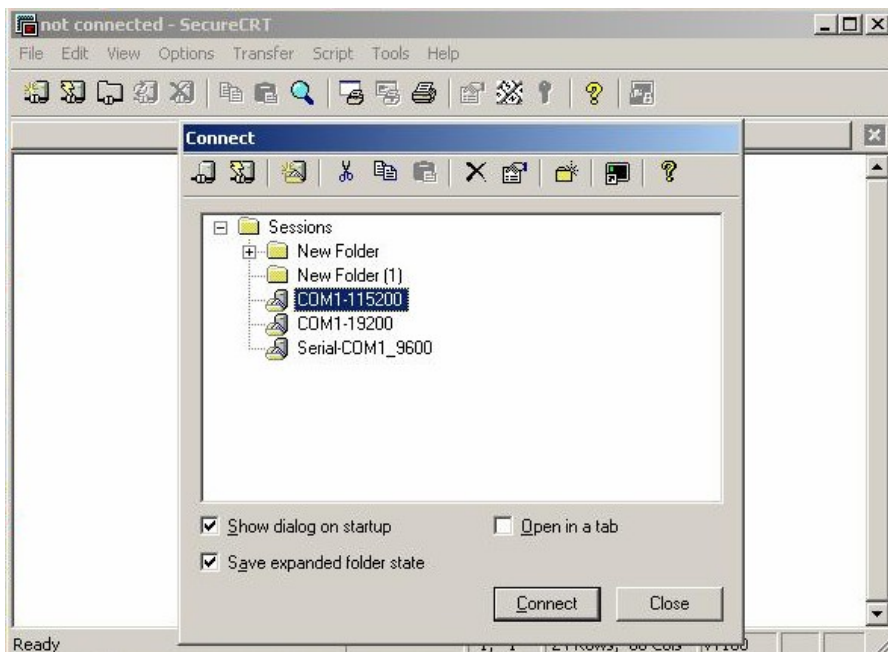 not connected - SecureCRT
File Edit View Options Transfer Script Tools Help
Connect
Sessions
New Folder
New Folder (1)
COM1-115200
COM1-19200
Serial-COM1_9600
Show dialog on startup
Open in a tab
Save expanded folder state
Connect
Close
Ready